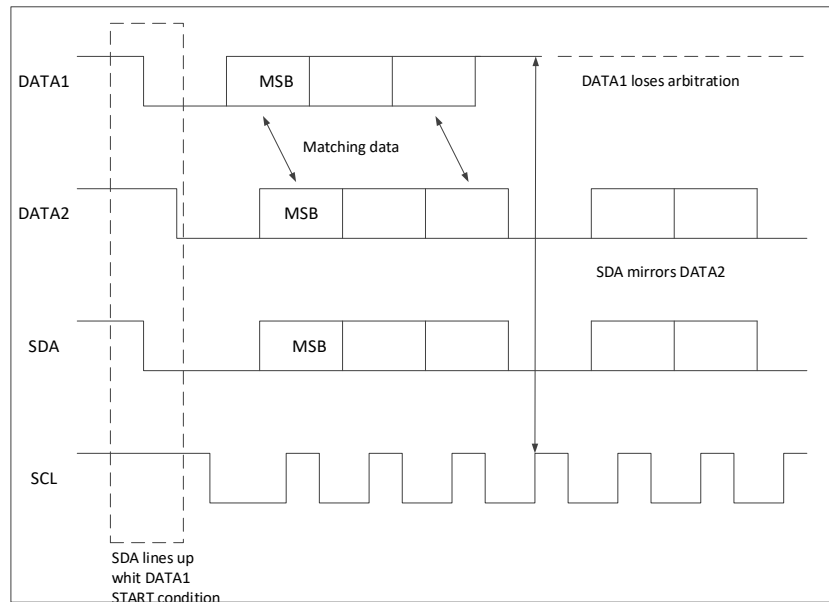 DATA1
MSB
DATA1 loses arbitration
Matching data
DATA2
MSB
SDA mirrors DATA2
SDA
MSB
SCL
SDA lines up
whit DATA1
START condition